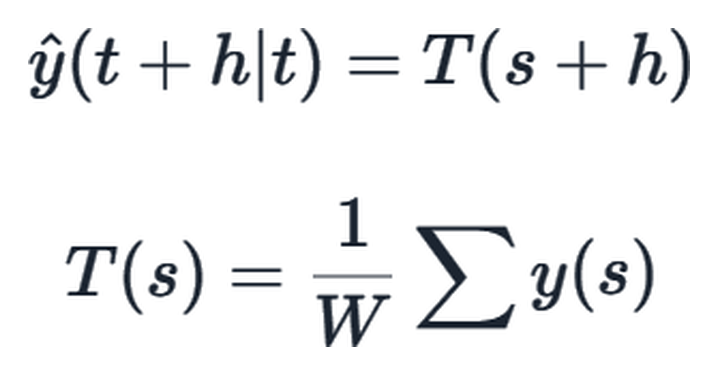 ŷ(t + h|t) = T(s + h)
T(s) = 1/W ∑ y(s)